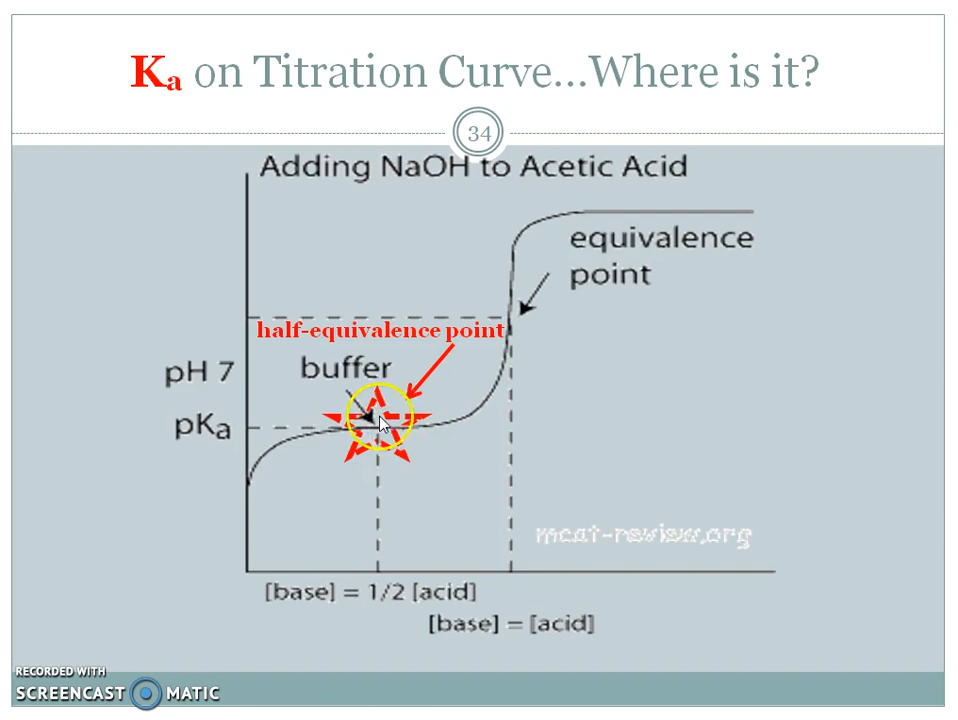 Ka on Titration Curve...Where is it?
34
Adding NaOH to Acetic Acid
equivalence
point
half-equivalence point
buffer
pH 7
pKa
mcat-review.org
[base] = 1/2 [acid]
[base] = [acid]
RECORDED WITH
SCREENCAST MATIC